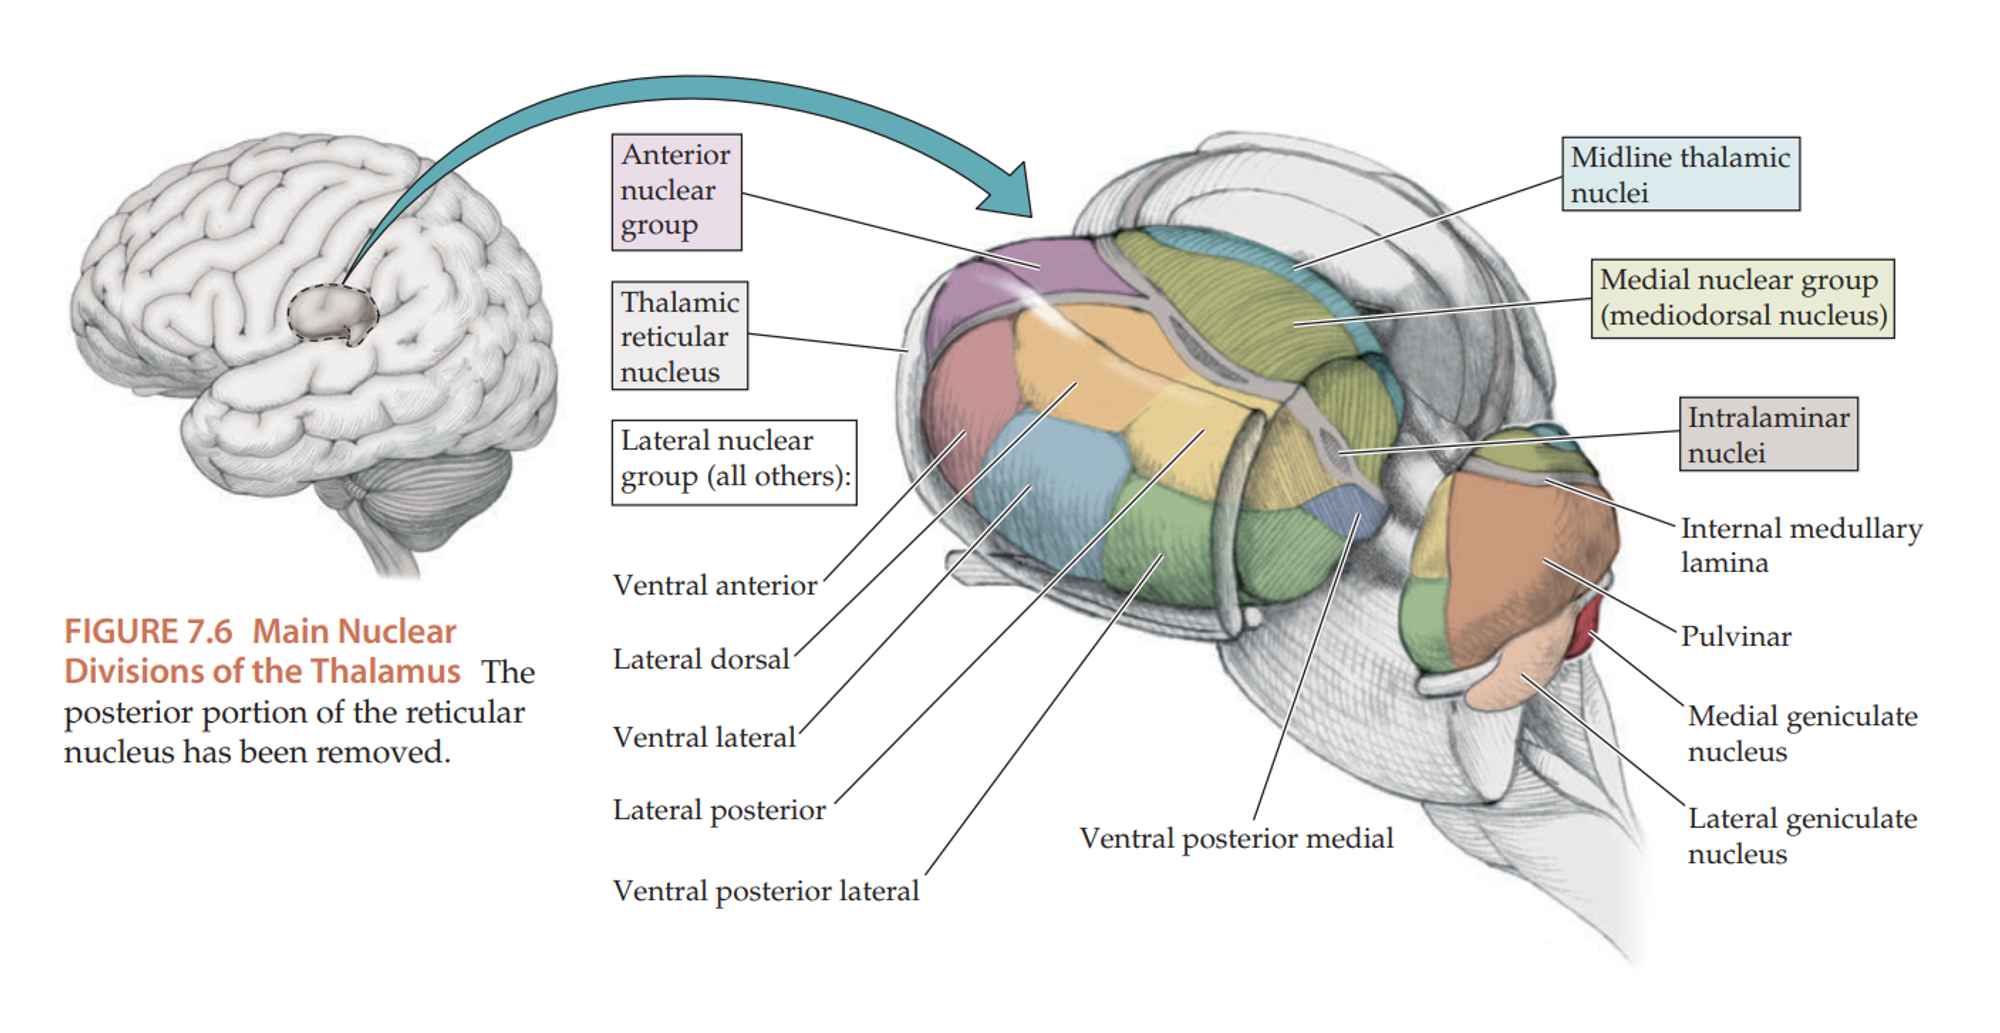 Anterior
nuclear
group
Thalamic
reticular
nucleus
Lateral nuclear
group (all others):
Ventral anterior
Lateral dorsal
Ventral lateral
Lateral posterior
Ventral posterior lateral
Ventral posterior medial
Midline thalamic
nuclei
Medial nuclear group
(mediodorsal nucleus)
Intralaminar
nuclei
Internal medullary
lamina
Pulvinar
Medial geniculate
nucleus
Lateral geniculate
nucleus
FIGURE 7.6 Main Nuclear
Divisions of the Thalamus The
posterior portion of the reticular
nucleus has been removed.